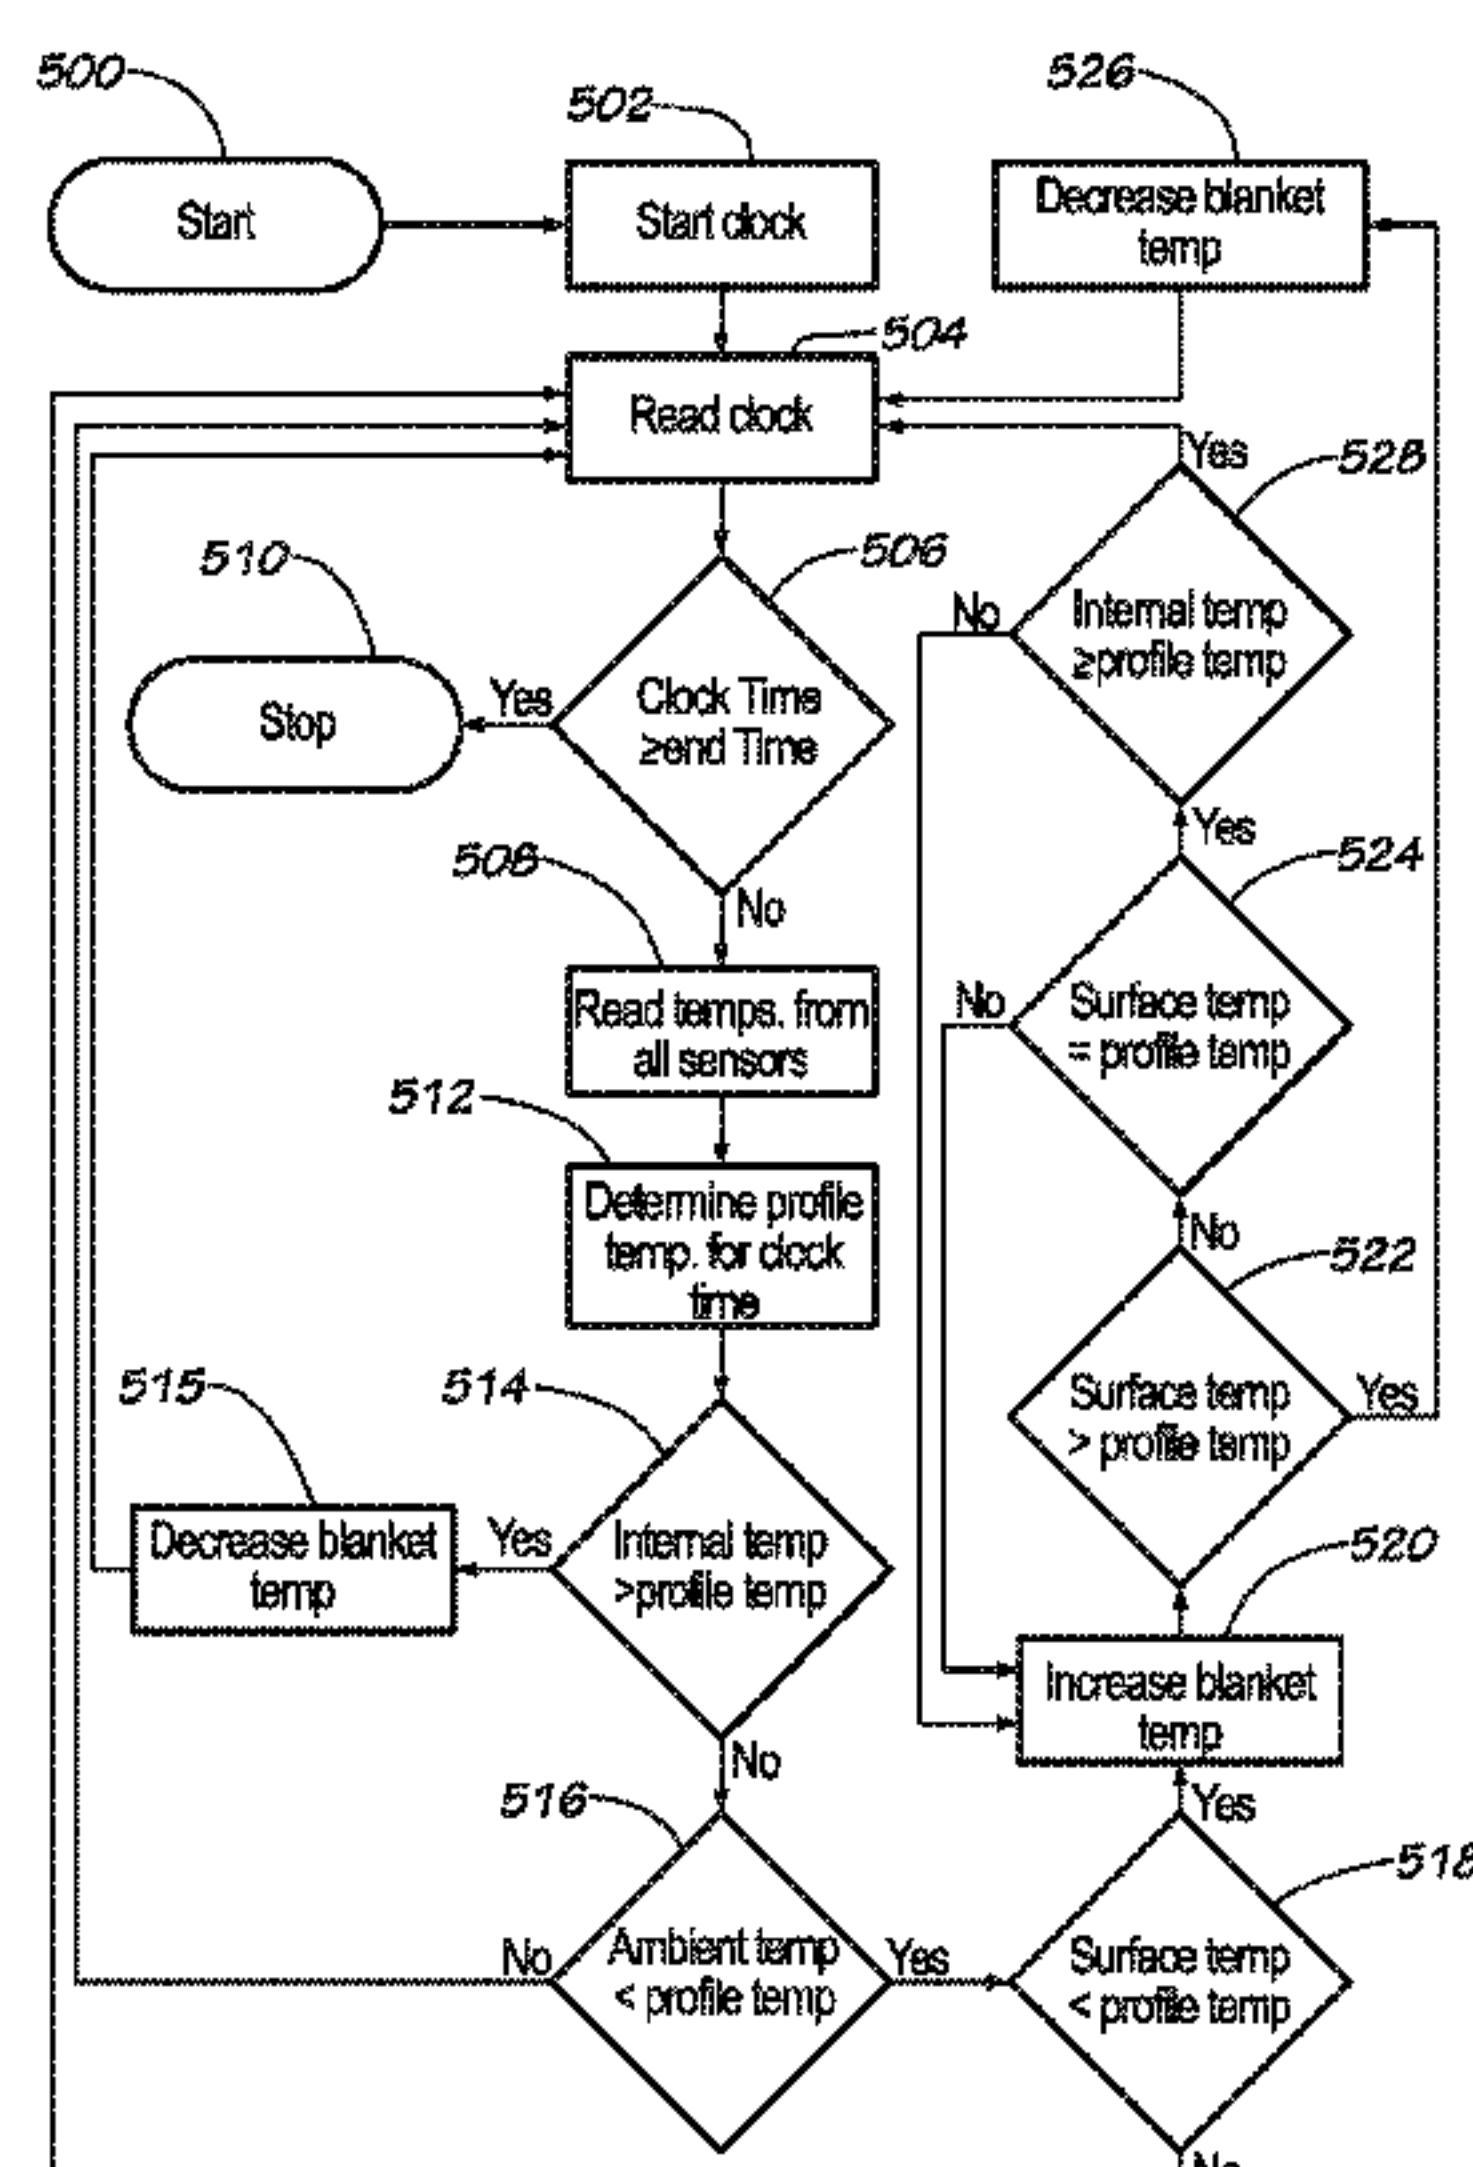 500
Start
502
Start clock
526
Decrease blanket
temp
504
Read clock
510
Stop
Yes
506
Clock Time
≥end Time
No
508
Read temps. from
all sensors
512
Determine profile
temp. for clock
time
514
Internal temp
>profile temp
Yes
515
Decrease blanket
temp
No
516
Ambient temp
< profile temp
No
Yes
518
Surface temp
< profile temp
No
Yes
520
Increase blanket
temp
522
Surface temp
> profile temp
Yes
No
524
Surface temp
= profile temp
No
Yes
528
Internal temp
≥profile temp
No
Yes